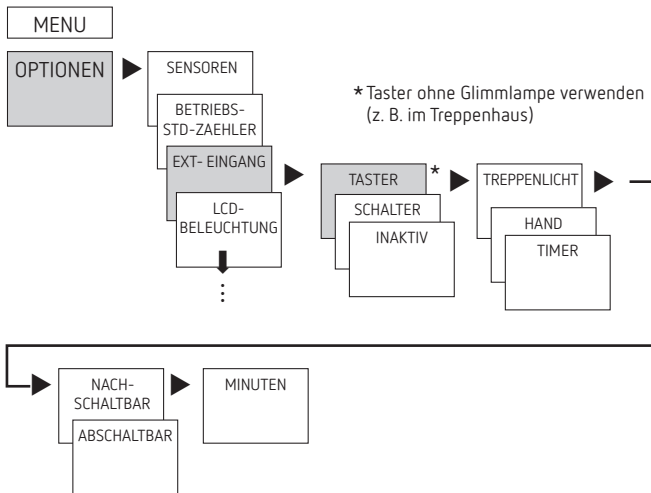 MENU
OPTIONEN
SENSOREN
BETRIEBS-
STD-ZAEHLER
EXT- EINGANG
LCD-
BELEUCHTUNG
* Taster ohne Glimmlampe verwenden
(z. B. im Treppenhaus)
TASTER *
SCHALTER
INAKTIV
TREPPENLICHT
HAND
TIMER
NACH-
SCHALTBAR
ABSCHALTBAR
MINUTEN